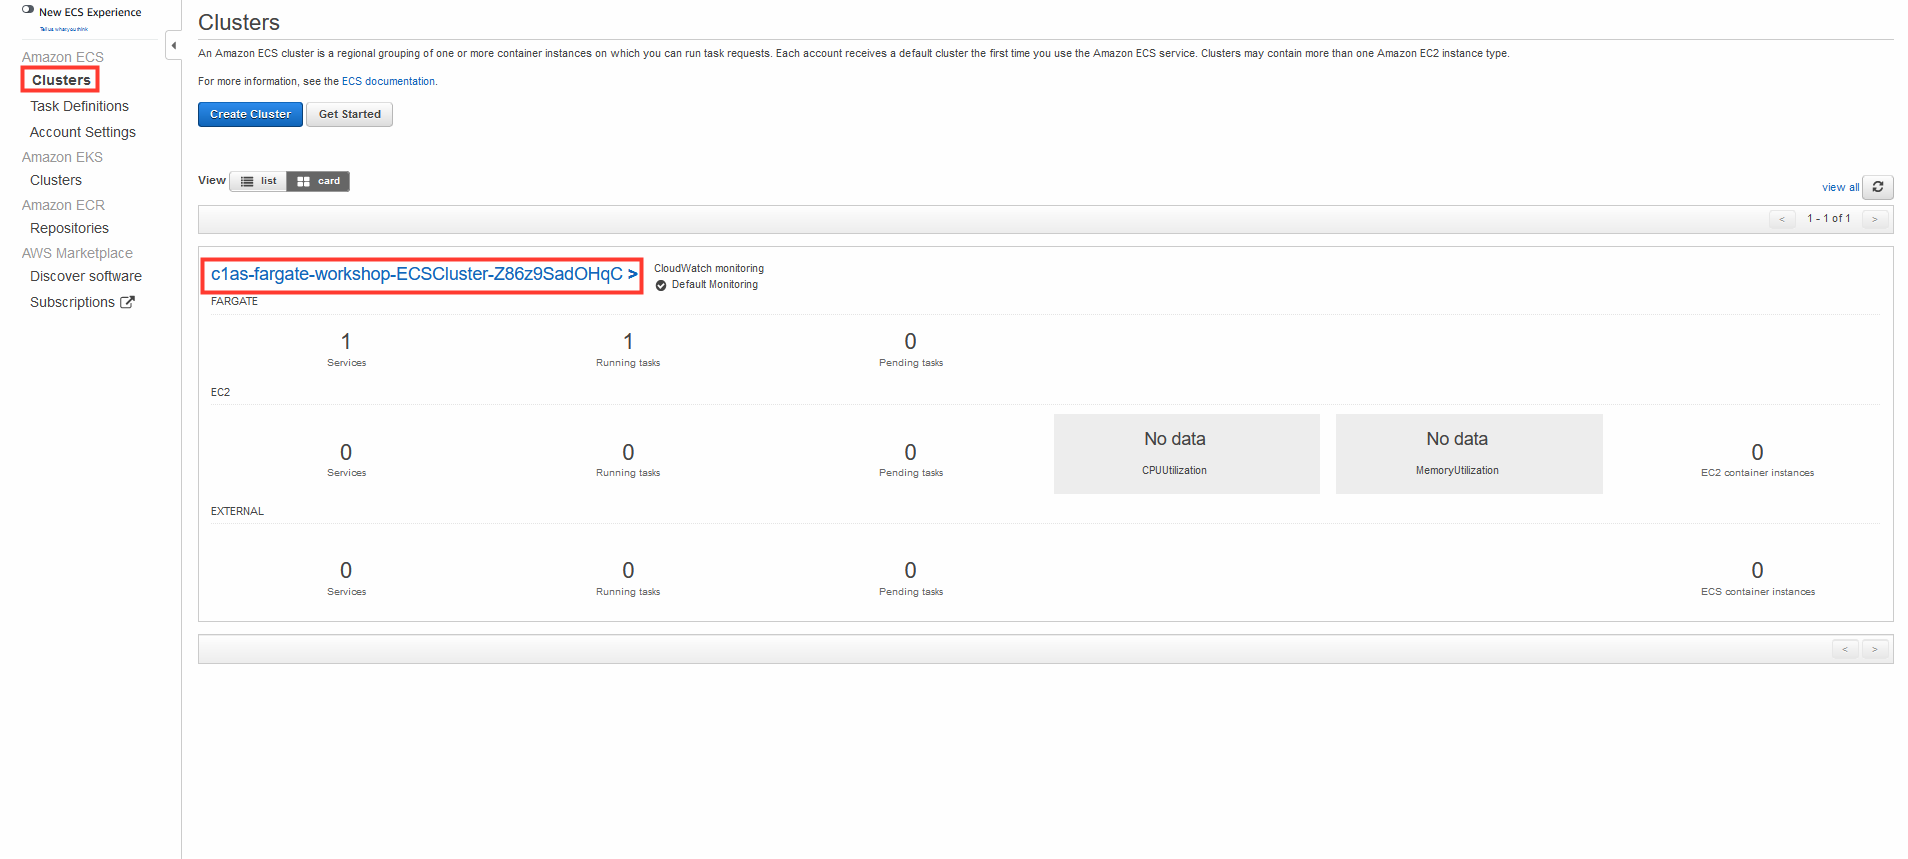 New ECS Experience
Tell us what you think
Amazon ECS
Clusters
Task Definitions
Account Settings
Amazon EKS
Clusters
Amazon ECR
Repositories
AWS Marketplace
Discover software
Subscriptions
Clusters
An Amazon ECS cluster is a regional grouping of one or more container instances on which you can run task requests. Each account receives a default cluster the first time you use the Amazon ECS service. Clusters may contain more than one Amazon EC2 instance type.
For more information, see the ECS documentation.
Create Cluster Get Started
View list card
view all
< 1 - 1 of 1 >
c1as-fargate-workshop-ECSCluster-Z86z9SadOHqC >
CloudWatch monitoring
Default Monitoring
FARGATE
1 1 0
Services Running tasks Pending tasks
EC2
0 0 0 No data No data 0
Services Running tasks Pending tasks CPUUtilization MemoryUtilization EC2 container instances
EXTERNAL
0 0 0 0
Services Running tasks Pending tasks ECS container instances
< >